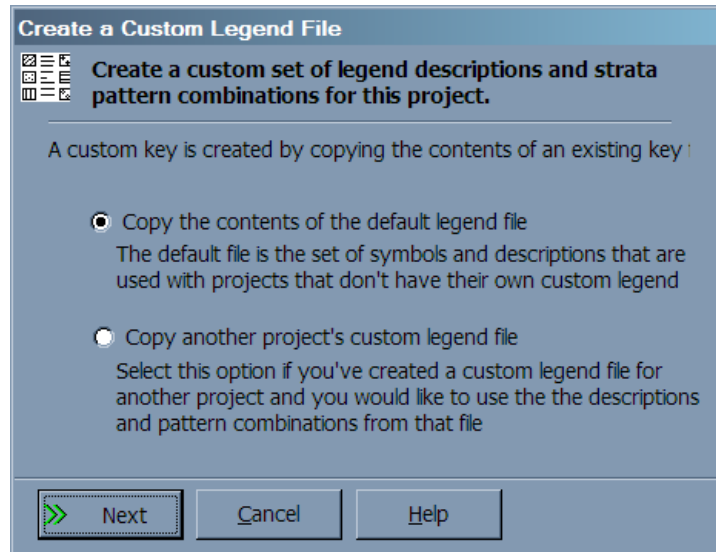 Create a Custom Legend File
Create a custom set of legend descriptions and strata
pattern combinations for this project.
A custom key is created by copying the contents of an existing key
Copy the contents of the default legend file
The default file is the set of symbols and descriptions that are
used with projects that don't have their own custom legend
Copy another project's custom legend file
Select this option if you've created a custom legend file for
another project and you would like to use the the descriptions
and pattern combinations from that file
Next
Cancel
Help